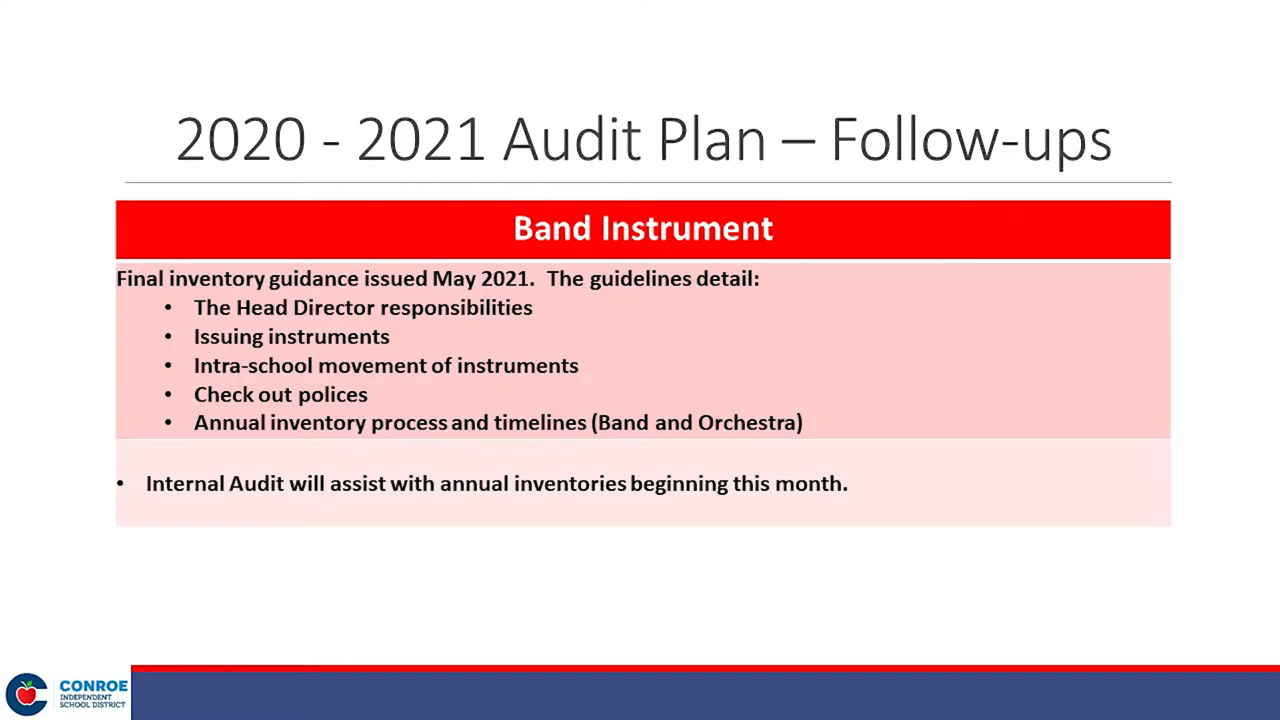 2020 - 2021 Audit Plan – Follow-ups
Band Instrument
Final inventory guidance issued May 2021. The guidelines detail:
• The Head Director responsibilities
• Issuing instruments
• Intra-school movement of instruments
• Check out polices
• Annual inventory process and timelines (Band and Orchestra)
• Internal Audit will assist with annual inventories beginning this month.
CONROE
INDEPENDENT
SCHOOL DISTRICT